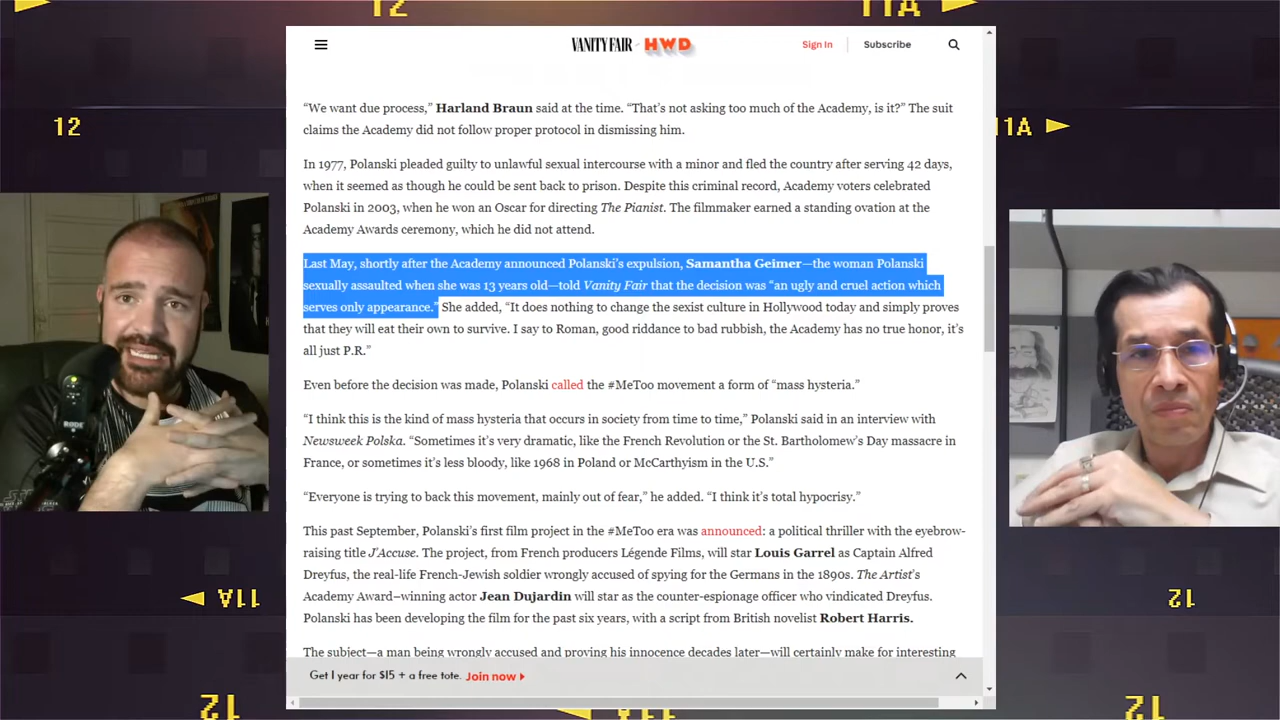 12
11A
VANITY FAIR HWD
Sign In
Subscribe
12
11A
“We want due process,” Harland Braun said at the time. “That’s not asking too much of the Academy, is it?” The suit
claims the Academy did not follow proper protocol in dismissing him.
In 1977, Polanski pleaded guilty to unlawful sexual intercourse with a minor and fled the country after serving 42 days,
when it seemed as though he could be sent back to prison. Despite this criminal record, Academy voters celebrated
Polanski in 2003, when he won an Oscar for directing The Pianist. The filmmaker earned a standing ovation at the
Academy Awards ceremony, which he did not attend.
Last May, shortly after the Academy announced Polanski’s expulsion, Samantha Geimer—the woman Polanski
sexually assaulted when she was 13 years old—told Vanity Fair that the decision was “an ugly and cruel action which
serves only appearance.” She added, “It does nothing to change the sexist culture in Hollywood today and simply proves
that they will eat their own to survive. I say to Roman, good riddance to bad rubbish, the Academy has no true honor, it’s
all just P.R.”
Even before the decision was made, Polanski called the #MeToo movement a form of “mass hysteria.”
“I think this is the kind of mass hysteria that occurs in society from time to time,” Polanski said in an interview with
Newsweek Polska. “Sometimes it’s very dramatic, like the French Revolution or the St. Bartholomew’s Day massacre in
France, or sometimes it’s less bloody, like 1968 in Poland or McCarthyism in the U.S.”
“Everyone is trying to back this movement, mainly out of fear,” he added. “I think it’s total hypocrisy.”
This past September, Polanski’s first film project in the #MeToo era was announced: a political thriller with the eyebrow-
raising title J’Accuse. The project, from French producers Légende Films, will star Louis Garrel as Captain Alfred
Dreyfus, the real-life French-Jewish soldier wrongly accused of spying for the Germans in the 1890s. The Artist’s
Academy Award–winning actor Jean Dujardin will star as the counter-espionage officer who vindicated Dreyfus.
Polanski has been developing the film for the past six years, with a script from British novelist Robert Harris.
The subject—a man being wrongly accused and proving his innocence decades later—will certainly make for interesting
Get 1 year for $15 + a free tote. Join now
RØDE
11A
12
12
11A
12